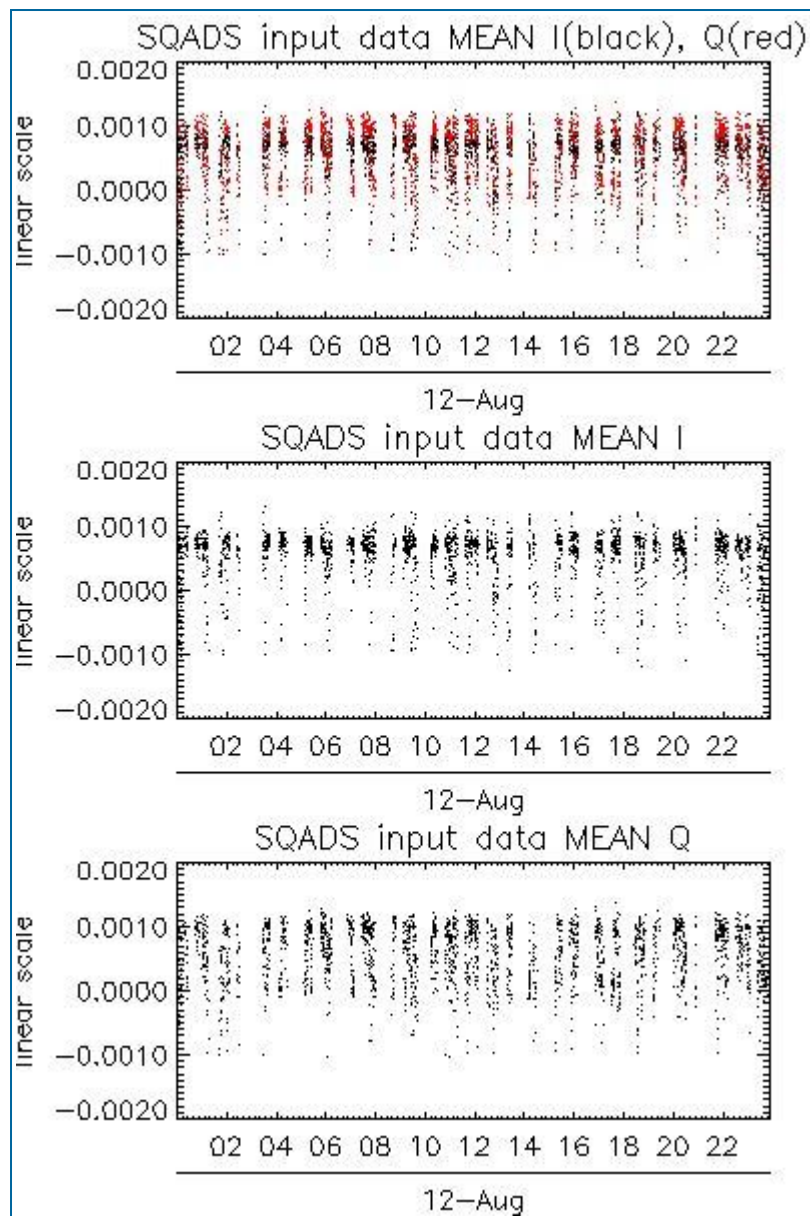 SQADS input data MEAN I(black), Q(red)
0.0020
0.0010
0.0000
−0.0010
−0.0020
linear scale
02 04 06 08 10 12 14 16 18 20 22
12−Aug
SQADS input data MEAN I
0.0020
0.0010
0.0000
−0.0010
−0.0020
linear scale
02 04 06 08 10 12 14 16 18 20 22
12−Aug
SQADS input data MEAN Q
0.0020
0.0010
0.0000
−0.0010
−0.0020
linear scale
02 04 06 08 10 12 14 16 18 20 22
12−Aug